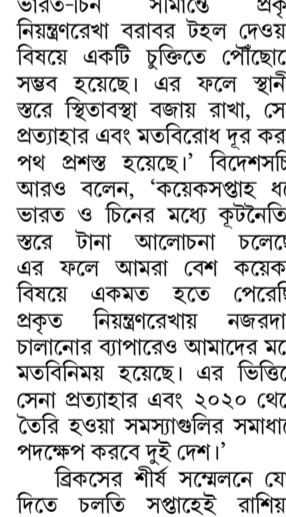 ভারত-চিন সীমান্তে প্রকৃ
নিয়ন্ত্রণরেখা বরাবর টহল দেওয়
বিষয়ে একটি চুক্তিতে পৌঁছোে
সম্ভব হয়েছে। এর ফলে স্থানী
স্তরে স্থিতাবস্থা বজায় রাখা, সে
প্রত্যাহার এবং মতবিরোধ দূর কর
পথ প্রশস্ত হয়েছে।’ বিদেশসচি
আরও বলেন, ‘কয়েকসপ্তাহ ধ
ভারত ও চিনের মধ্যে কূটনৈতি
স্তরে টানা আলোচনা চলেে
এর ফলে আমরা বেশ কয়েক
বিষয়ে একমত হতে পেরেি
প্রকৃত নিয়ন্ত্রণরেখায় নজরদা
চালানোর ব্যাপারেও আমাদের মে
মতবিনিময় হয়েছে। এর ভিত্তি
সেনা প্রত্যাহার এবং ২০২০ থে
তৈরি হওয়া সমস্যাগুলির সমাধা
পদক্ষেপ করবে দুই দেশ।’
ব্রিকসের শীর্ষ সম্মেলনে যে
দিতে চলতি সপ্তাহেই রাশিয়